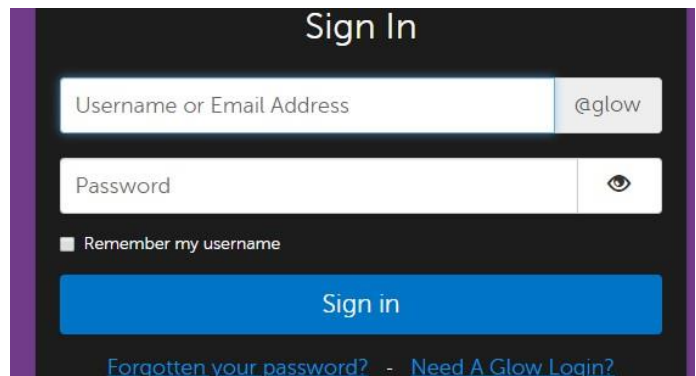 Sign In
Username or Email Address @glow
Password
Remember my username
Sign in
Forgotten your password? - Need A Glow Login?